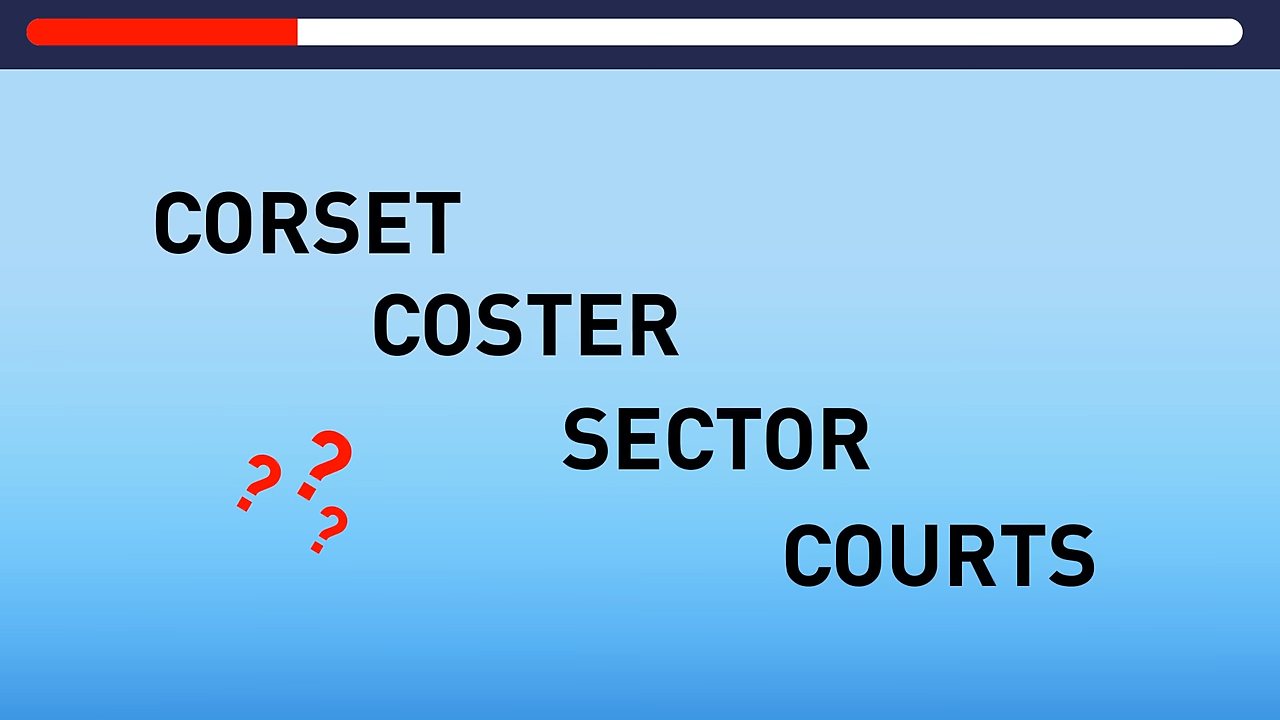 CORSET
COSTER
SECTOR
? ? ?
COURTS